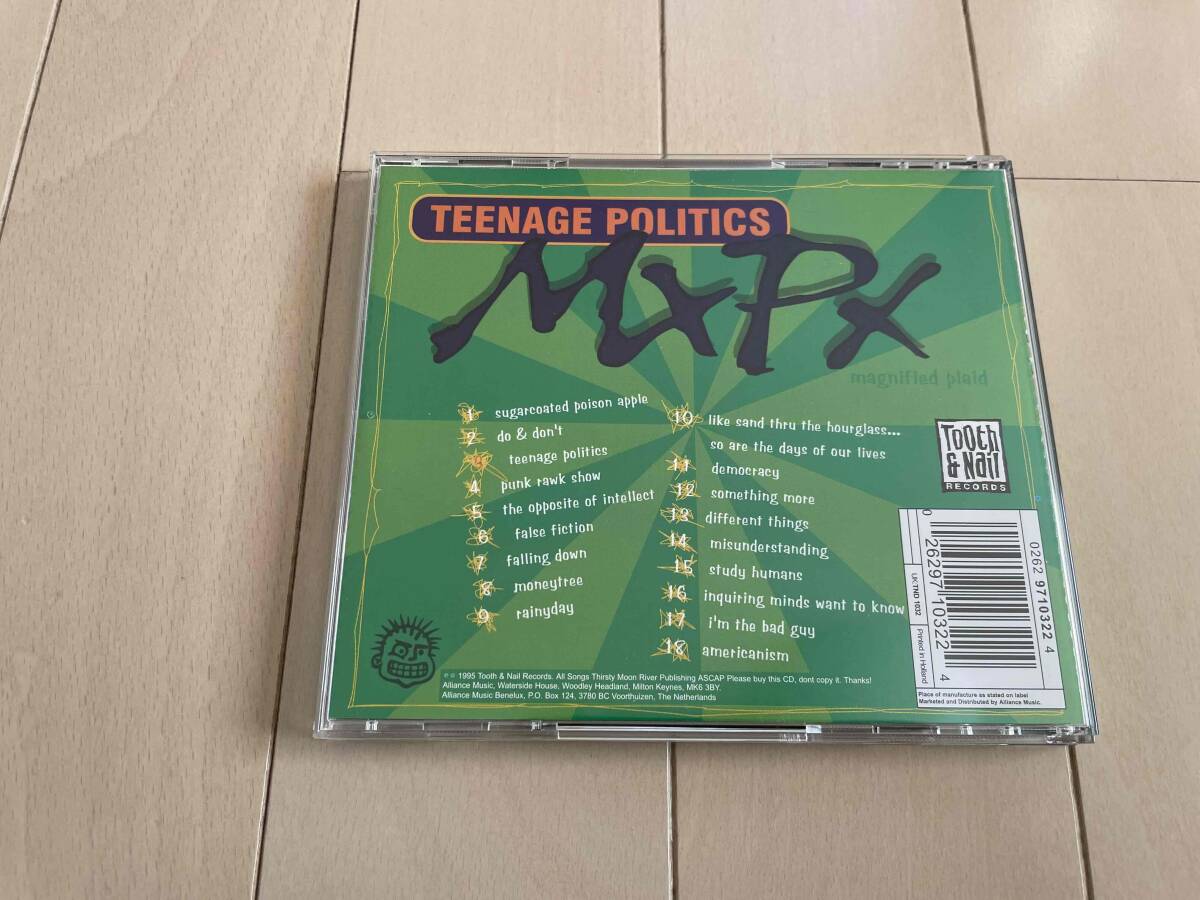 TEENAGE POLITICS
MxPx
magnified plaid
1 sugarcoated poison apple
2 do & don't
3 teenage politics
4 punk rawk show
5 the opposite of intellect
6 false fiction
7 falling down
8 moneytree
9 rainyday
10 like sand thru the hourglass...
so are the days of our lives
11 democracy
12 something more
13 different things
14 misunderstanding
15 study humans
16 inquiring minds want to know
17 i'm the bad guy
18 americanism
Tooth
& Nail
RECORDS
0 26297 10322 4
UK:TND 1032
Printed in Holland
0262 9710322 4
Place of manufacture as stated on label
Marketed and Distributed by Alliance Music.
℗ © 1995 Tooth & Nail Records. All Songs Thirsty Moon River Publishing ASCAP Please buy this CD, dont copy it. Thanks!
Alliance Music, Waterside House, Woodley Headland, Milton Keynes, MK6 3BY.
Alliance Music Benelux, P.O. Box 124, 3780 BC Voorthuizen, The Netherlands